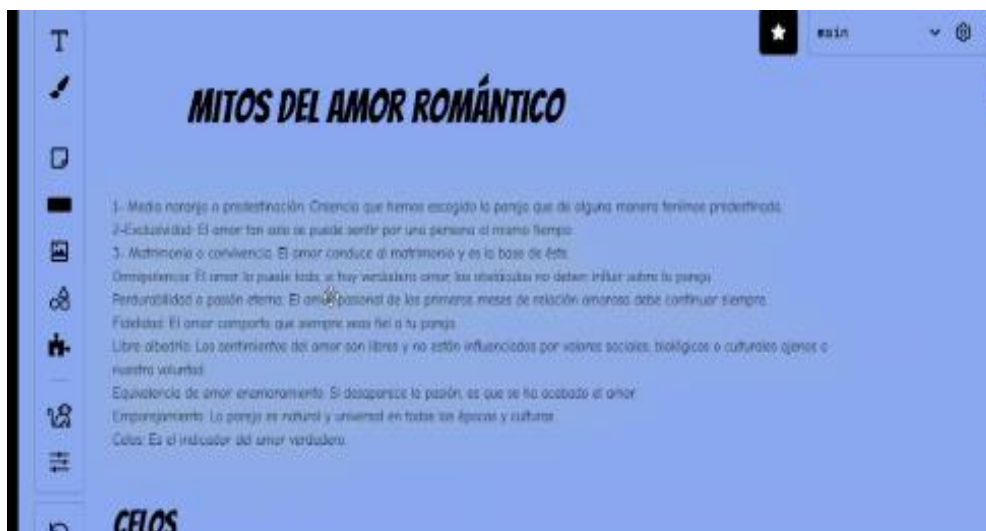 T
main
MITOS DEL AMOR ROMÁNTICO
1- Media naranja o predestinación: Creencia que hemos escogido la pareja que de alguna manera teníamos predestinada.
2-Exclusividad: El amor tan solo se puede sentir por una persona al mismo tiempo.
3- Matrimonio o convivencia: El amor conduce al matrimonio y es la base de éste.
Omnipotencia: El amor lo puede todo, si hay verdadero amor, los obstáculos no deben influir sobre la pareja.
Perdurabilidad o pasión eterna: El amor pasional de los primeros meses de relación amorosa debe continuar siempre.
Fidelidad: El amor comporta que siempre seas fiel a tu pareja.
Libre albedrío: Los sentimientos del amor son libres y no están influenciados por valores sociales, biológicos o culturales ajenos a
nuestra voluntad.
Equivalencia de amor enamoramiento: Si desaparece la pasión, es que se ha acabado el amor.
Emparejamiento: La pareja es natural y universal en todas las épocas y culturas.
Celos: Es el indicador del amor verdadero.
CELOS